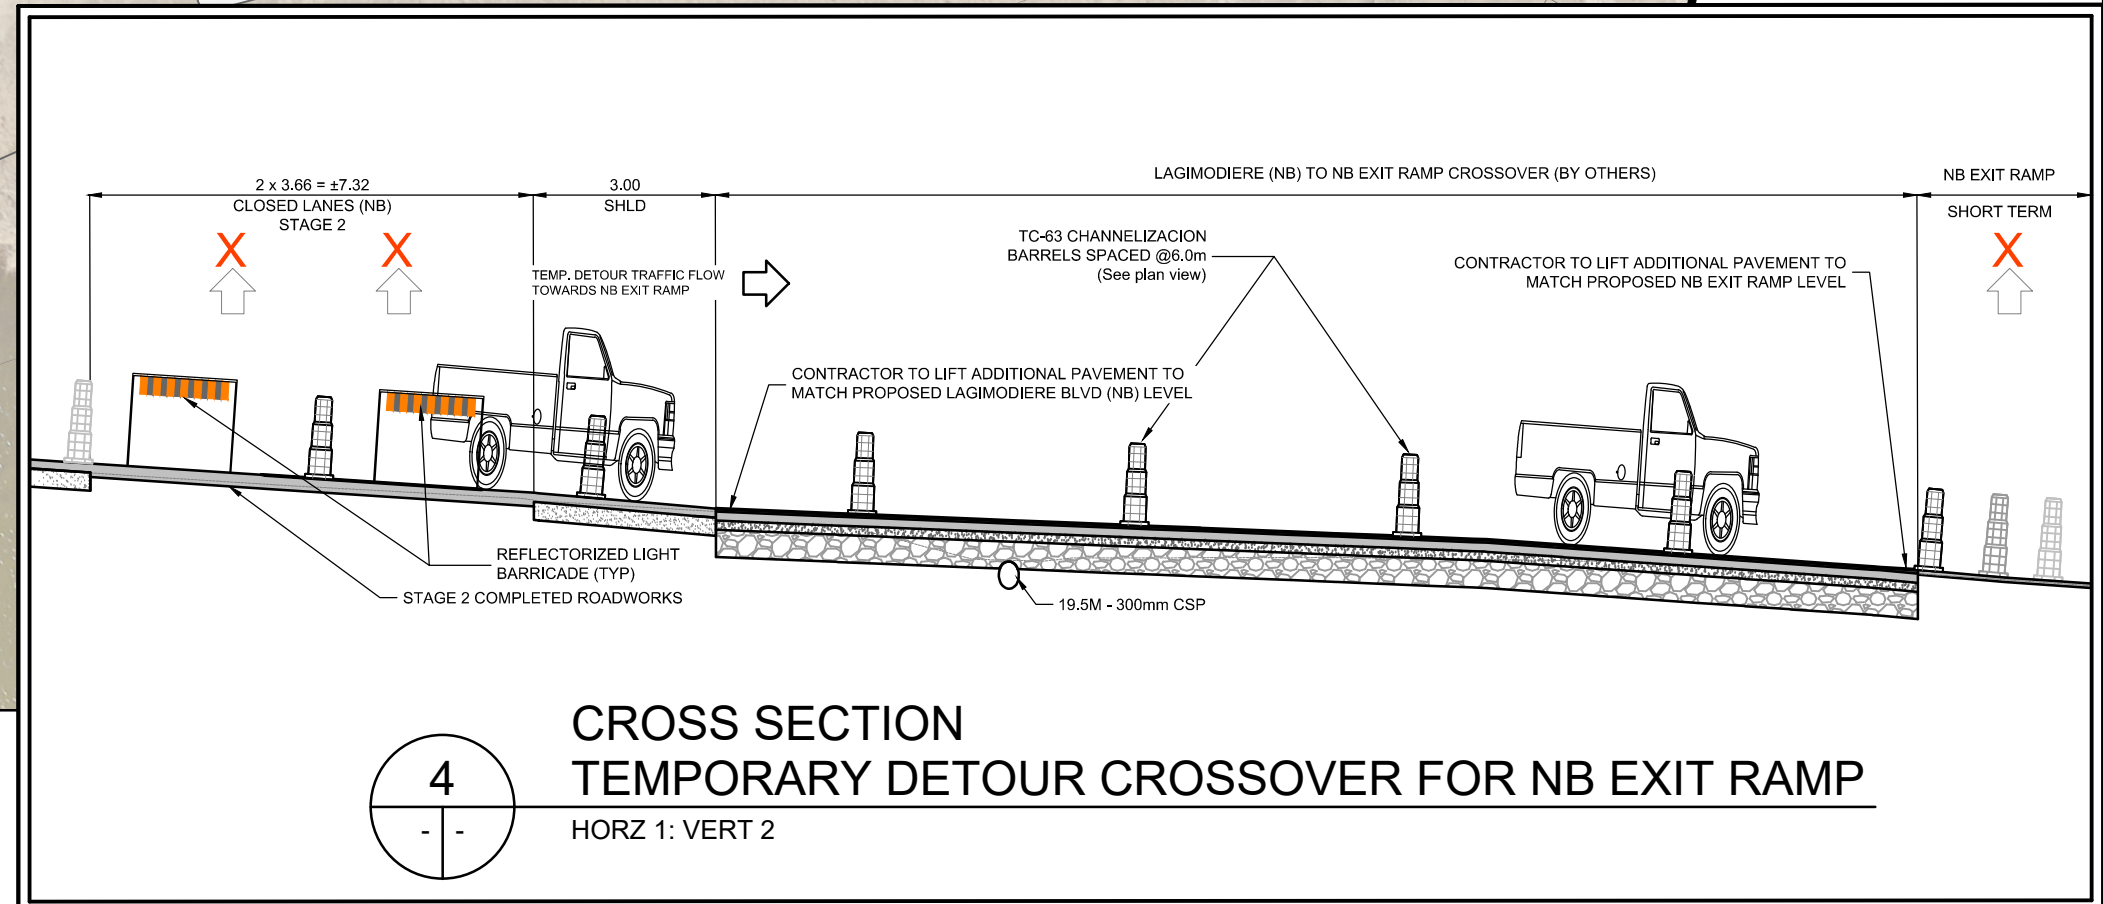 2 x 3.66 = ±7.32
CLOSED LANES (NB)
STAGE 2
X
X
3.00
SHLD
LAGIMODIERE (NB) TO NB EXIT RAMP CROSSOVER (BY OTHERS)
NB EXIT RAMP
SHORT TERM
X
TEMP. DETOUR TRAFFIC FLOW
TOWARDS NB EXIT RAMP
TC-63 CHANNELIZACION
BARRELS SPACED @6.0m
(See plan view)
CONTRACTOR TO LIFT ADDITIONAL PAVEMENT TO
MATCH PROPOSED NB EXIT RAMP LEVEL
CONTRACTOR TO LIFT ADDITIONAL PAVEMENT TO
MATCH PROPOSED LAGIMODIERE BLVD (NB) LEVEL
REFLECTORIZED LIGHT
BARRICADE (TYP)
STAGE 2 COMPLETED ROADWORKS
19.5M - 300mm CSP
4
- -
CROSS SECTION
TEMPORARY DETOUR CROSSOVER FOR NB EXIT RAMP
HORZ 1: VERT 2